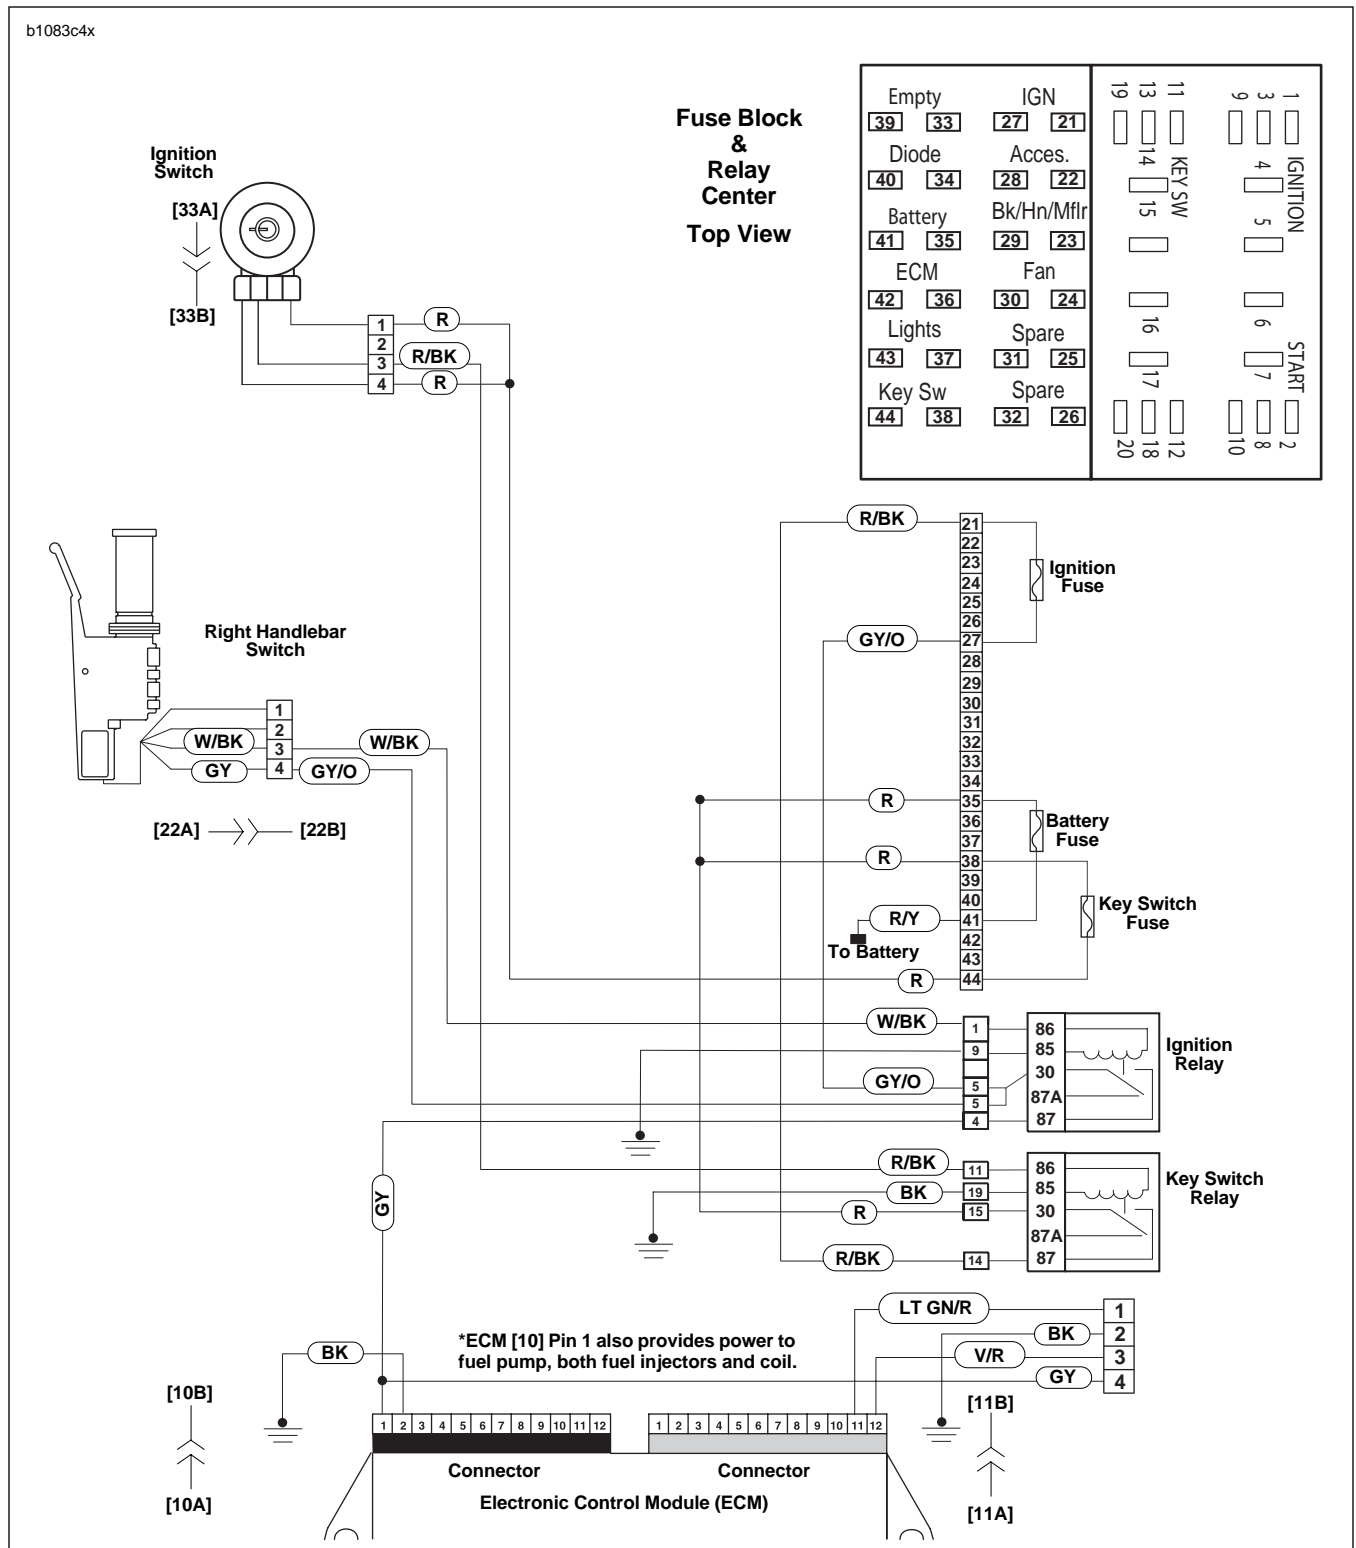 b1083c4x
Fuse Block
&
Relay
Center
Top View
Empty
39 33
Diode
40 34
Battery
41 35
ECM
42 36
Lights
43 37
Key Sw
44 38
IGN
27 21
Acces.
28 22
Bk/Hn/Mflr
29 23
Fan
30 24
Spare
31 25
Spare
32 26
19 13 11
14
KEY SW
15
16
17
20 18 12
9 3 1
4
IGNITION
5
6
START
7
10 8 2
Ignition
Switch
[33A]
[33B]
1
2
3
4
R
R/BK
R
Right Handlebar
Switch
1
2
3
4
W/BK
GY
W/BK
GY/O
[22A]
[22B]
R/BK
GY/O
R
R
R/Y
To Battery
R
21
22
23
24
25
26
27
28
29
30
31
32
33
34
35
36
37
38
39
40
41
42
43
44
Ignition
Fuse
Battery
Fuse
Key Switch
Fuse
W/BK
GY/O
1
9
5
5
4
86
85
30
87A
87
Ignition
Relay
R/BK
BK
R
R/BK
11
19
15
14
86
85
30
87A
87
Key Switch
Relay
GY
LT GN/R
BK
V/R
GY
1
2
3
4
*ECM [10] Pin 1 also provides power to
fuel pump, both fuel injectors and coil.
BK
[10B]
[10A]
[11B]
[11A]
1 2 3 4 5 6 7 8 9 10 11 12
1 2 3 4 5 6 7 8 9 10 11 12
Connector
Connector
Electronic Control Module (ECM)